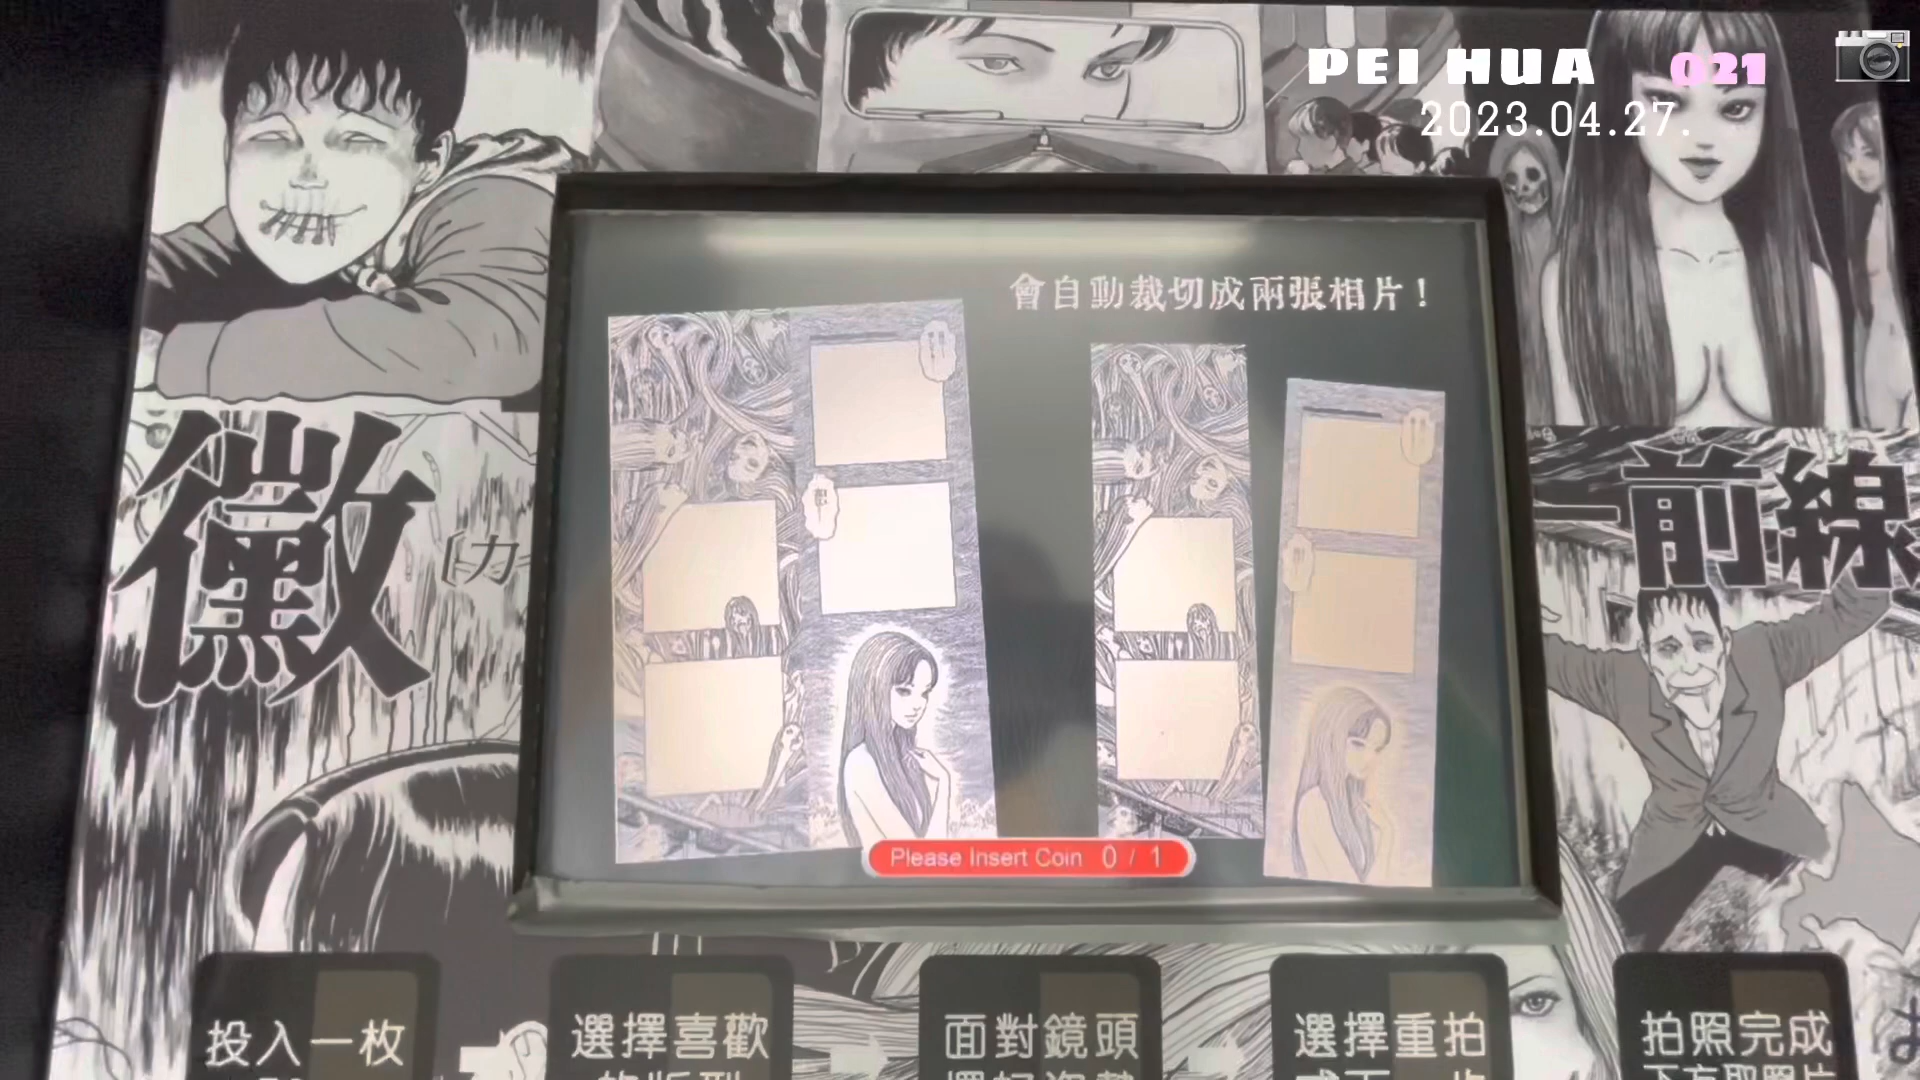 PEI HUA 021
2023.04.27.
會自動裁切成兩張相片！
黴
(カ
前線
Please Insert Coin 0 / 1
投入一枚
選擇喜歡
面對鏡頭
選擇重拍
拍照完成